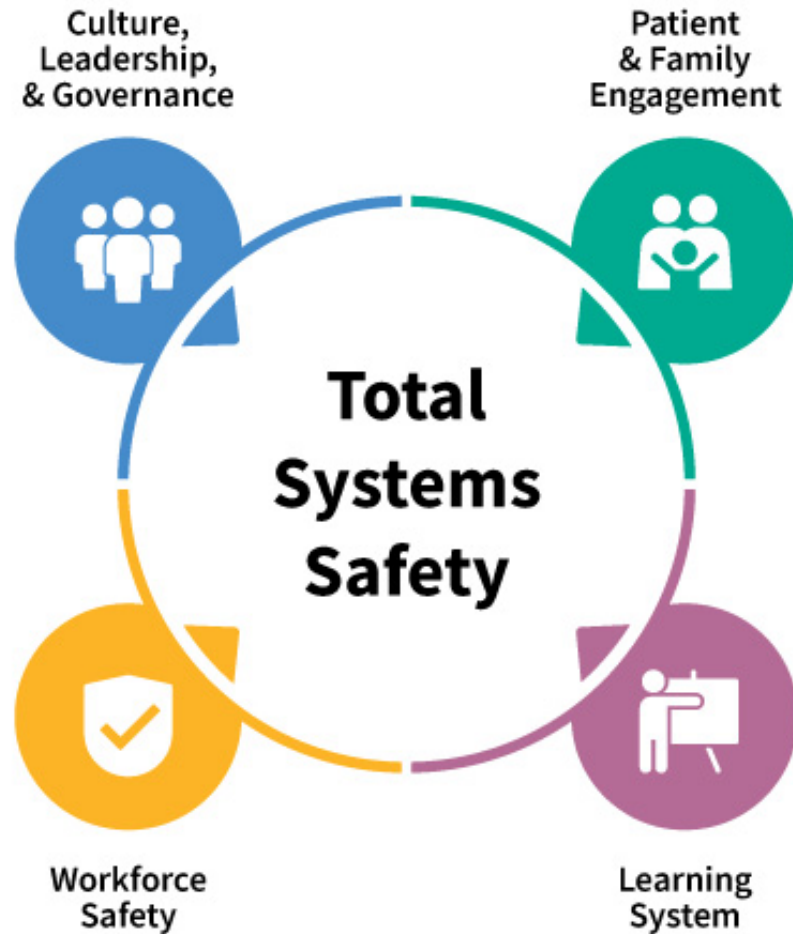 Culture,
Leadership,
& Governance
Patient
& Family
Engagement
Total
Systems
Safety
Workforce
Safety
Learning
System